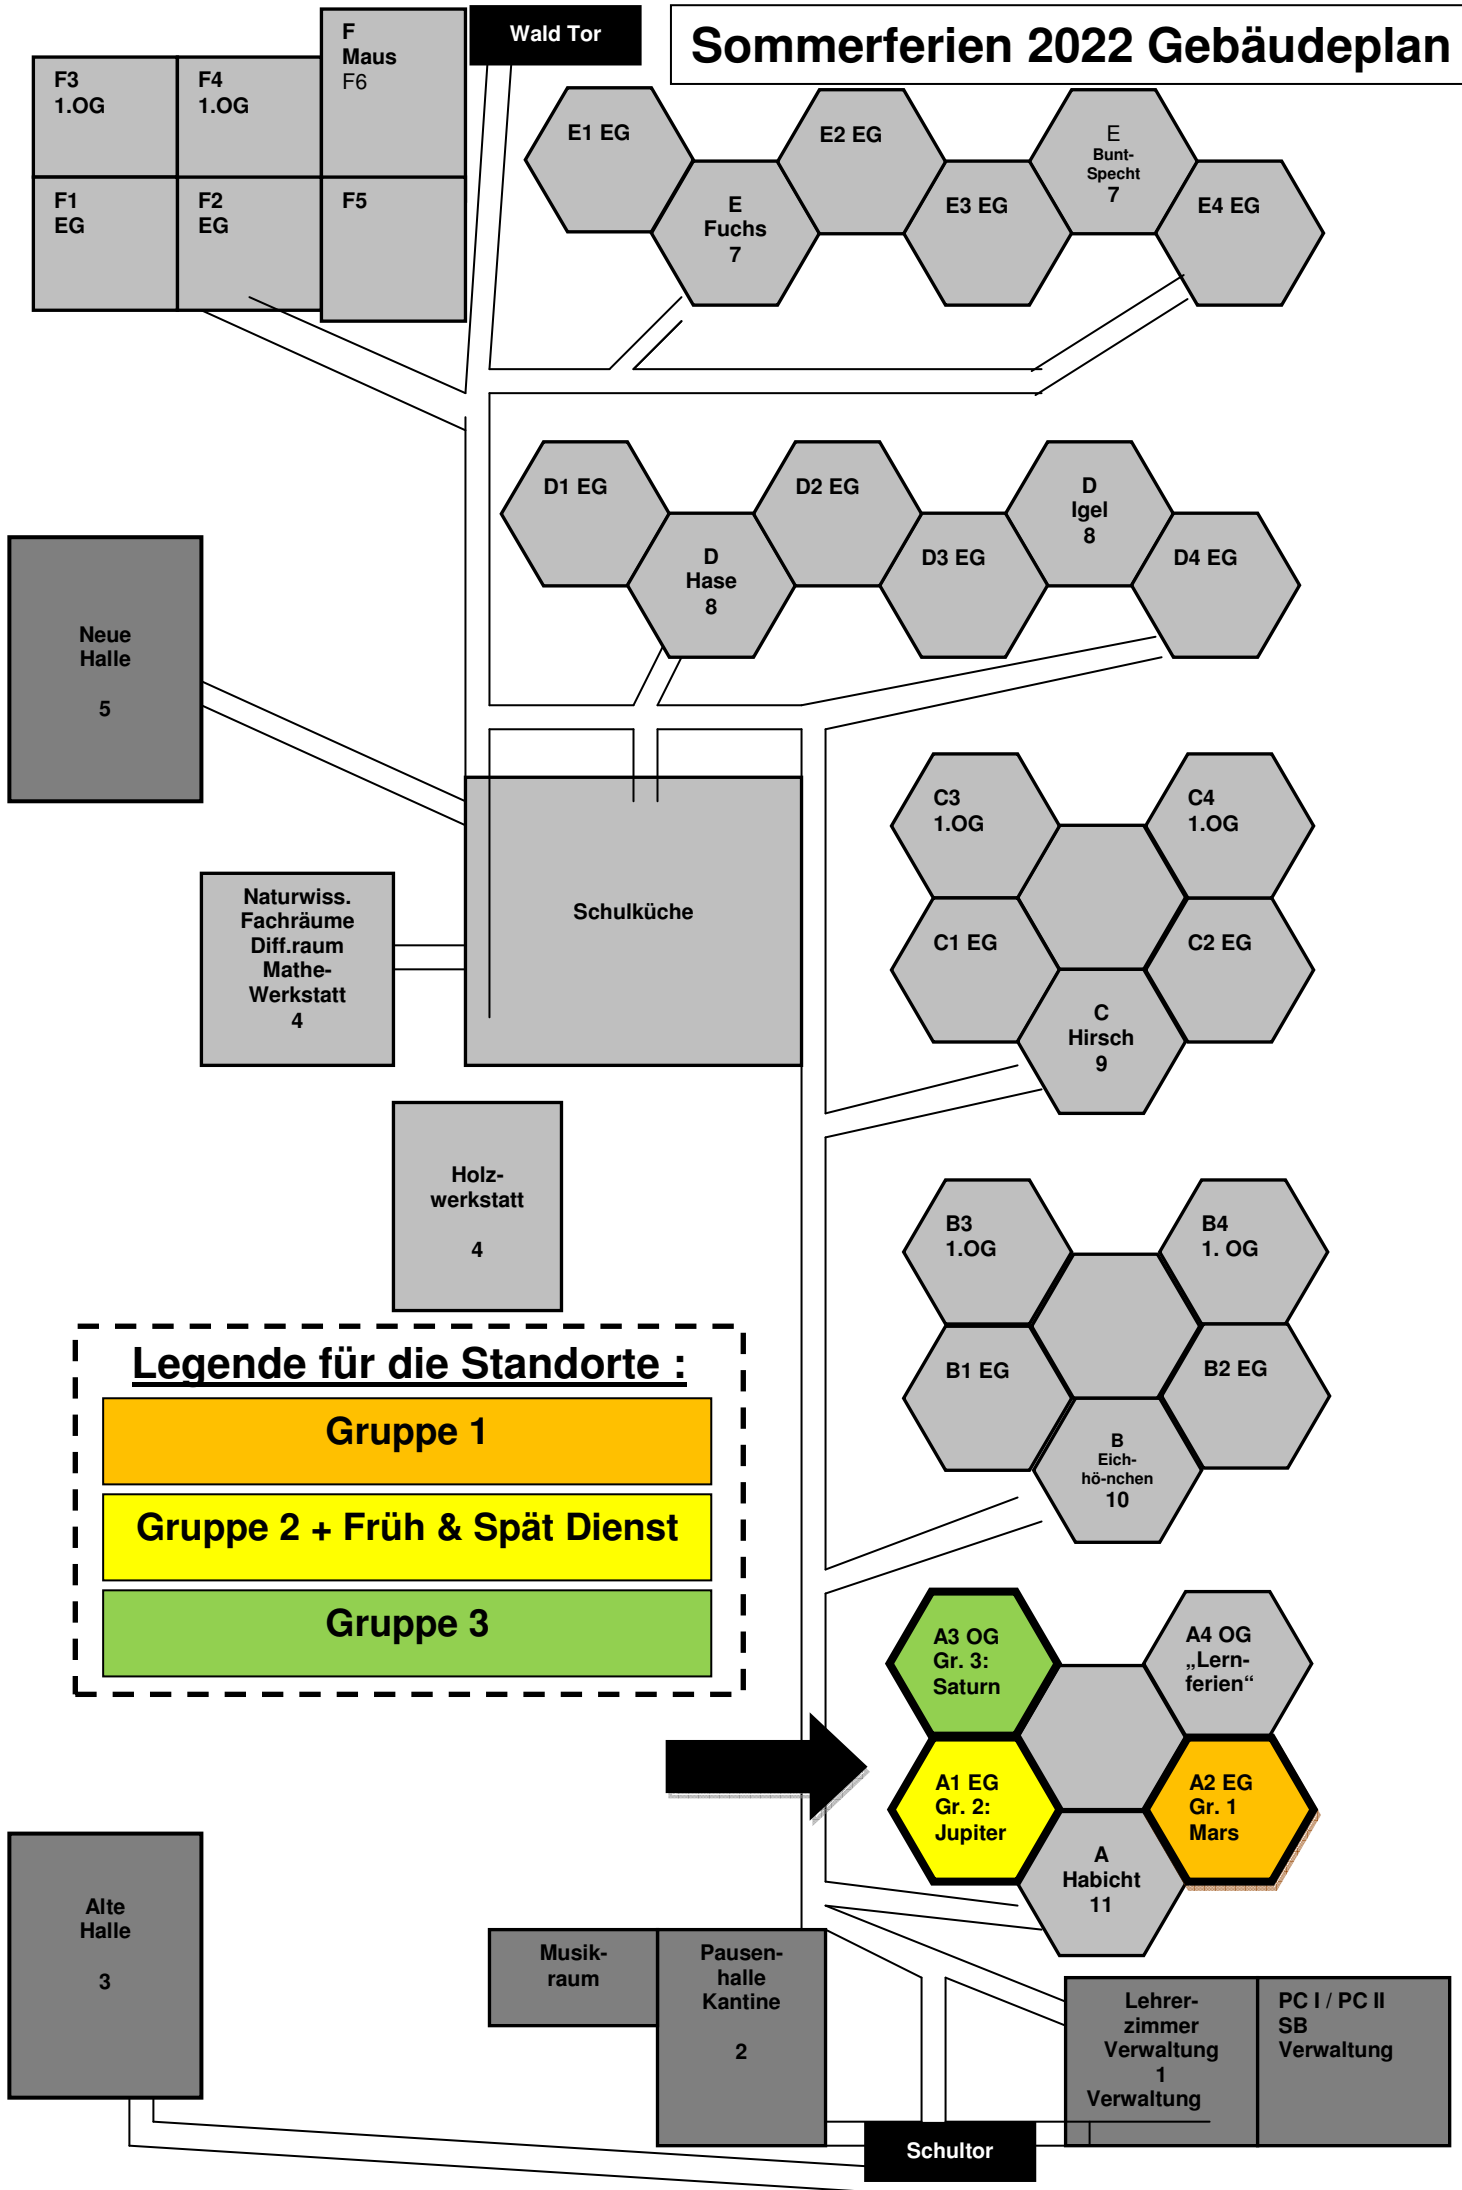 Sommerferien 2022 Gebäudeplan
Wald Tor
F
Maus
F6
F3
1.OG
F4
1.OG
F1
EG
F2
EG
F5
E1 EG
E
Fuchs
7
E2 EG
E3 EG
E
Bunt-
Specht
7
E4 EG
D1 EG
D
Hase
8
D2 EG
D3 EG
D
Igel
8
D4 EG
Neue
Halle
5
Naturwiss.
Fachräume
Diff.raum
Mathe-
Werkstatt
4
Schulküche
C3
1.OG
C4
1.OG
C1 EG
C2 EG
C
Hirsch
9
Holz-
werkstatt
4
B3
1.OG
B4
1. OG
B1 EG
B2 EG
B
Eich-
hö-nchen
10
Legende für die Standorte :
Gruppe 1
Gruppe 2 + Früh & Spät Dienst
Gruppe 3
A3 OG
Gr. 3:
Saturn
A4 OG
„Lern-
ferien“
A1 EG
Gr. 2:
Jupiter
A2 EG
Gr. 1
Mars
A
Habicht
11
Alte
Halle
3
Musik-
raum
Pausen-
halle
Kantine
2
Lehrer-
zimmer
Verwaltung
1
Verwaltung
PC I / PC II
SB
Verwaltung
Schultor